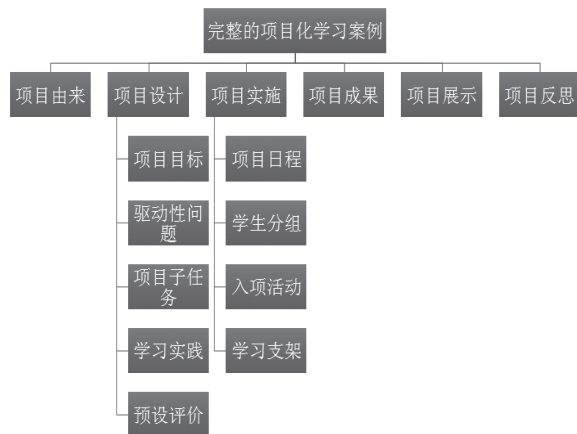 完整的项目化学习案例
项目由来
项目设计
项目实施
项目成果
项目展示
项目反思
项目目标
驱动性问
题
项目子任
务
学习实践
预设评价
项目日程
学生分组
入项活动
学习支架